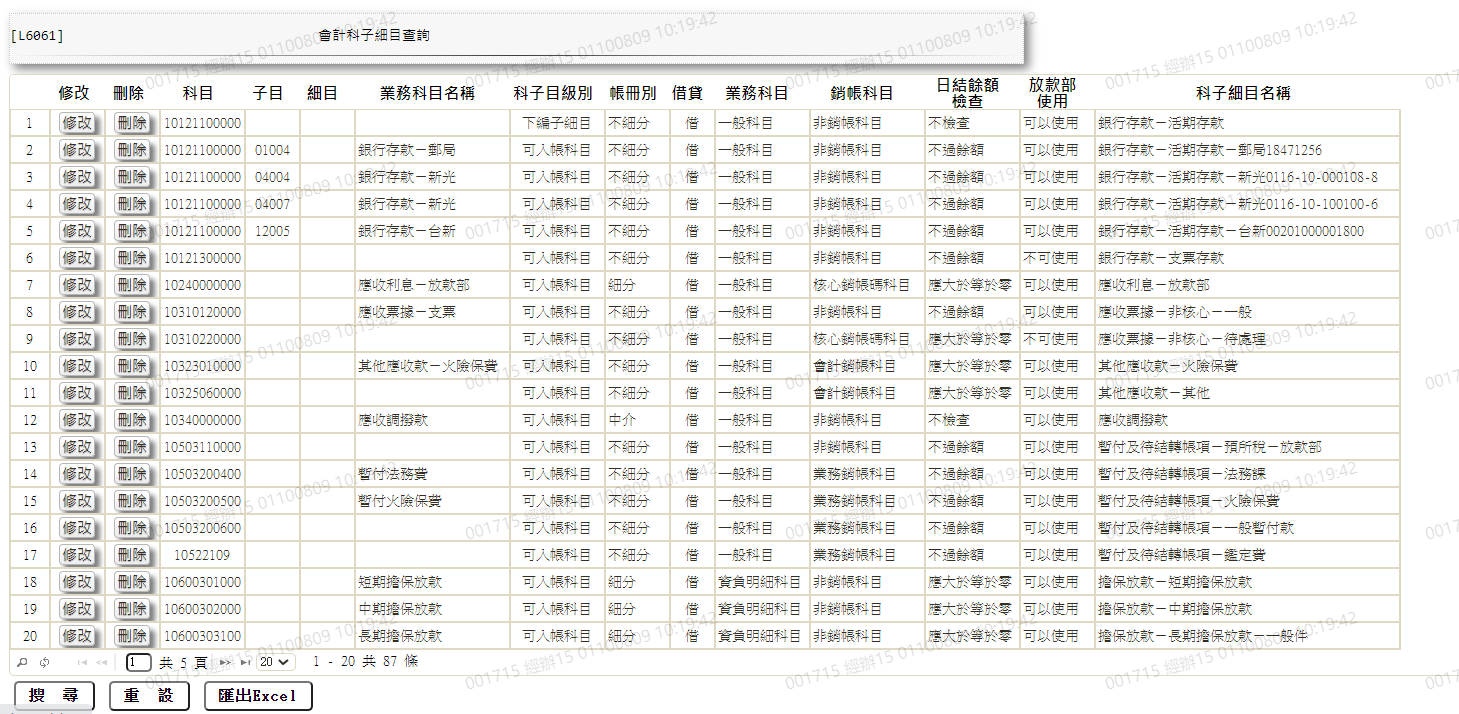 [L6061] 會計科子細目查詢
修改 刪除 科目 子目 細目 業務科目名稱 科子目級別 帳冊別 借貸 業務科目 銷帳科目 日結餘額檢查 放款部使用 科子細目名稱
1 修改 刪除 10121100000 下編子細目 不細分 借 一般科目 非銷帳科目 不檢查 可以使用 銀行存款－活期存款
2 修改 刪除 10121100000 01004 銀行存款－郵局 可入帳科目 不細分 借 一般科目 非銷帳科目 不過餘額 可以使用 銀行存款－活期存款－郵局18471256
3 修改 刪除 10121100000 04004 銀行存款－新光 可入帳科目 不細分 借 一般科目 非銷帳科目 不過餘額 可以使用 銀行存款－活期存款－新光0116-10-000108-8
4 修改 刪除 10121100000 04007 銀行存款－新光 可入帳科目 不細分 借 一般科目 非銷帳科目 不過餘額 可以使用 銀行存款－活期存款－新光0116-10-100100-6
5 修改 刪除 10121100000 12005 銀行存款－台新 可入帳科目 不細分 借 一般科目 非銷帳科目 不過餘額 可以使用 銀行存款－活期存款－台新00201000001800
6 修改 刪除 10121300000 可入帳科目 不細分 借 一般科目 非銷帳科目 不過餘額 不可使用 銀行存款－支票存款
7 修改 刪除 10240000000 應收利息－放款部 可入帳科目 細分 借 一般科目 核心銷帳碼科目 應大於等於零 可以使用 應收利息－放款部
8 修改 刪除 10310120000 應收票據－支票 可入帳科目 不細分 借 一般科目 非銷帳科目 應大於等於零 可以使用 應收票據－非核心－一般
9 修改 刪除 10310220000 可入帳科目 不細分 借 一般科目 核心銷帳碼科目 應大於等於零 不可使用 應收票據－非核心－待處理
10 修改 刪除 10323010000 其他應收款－火險保費 可入帳科目 不細分 借 一般科目 會計銷帳科目 應大於等於零 可以使用 其他應收款－火險保費
11 修改 刪除 10325060000 可入帳科目 不細分 借 一般科目 會計銷帳科目 應大於等於零 可以使用 其他應收款－其他
12 修改 刪除 10340000000 應收調撥款 可入帳科目 中介 借 一般科目 非銷帳科目 不檢查 可以使用 應收調撥款
13 修改 刪除 10503110000 可入帳科目 不細分 借 一般科目 非銷帳科目 不過餘額 可以使用 暫付及待結轉帳項－預所稅－放款部
14 修改 刪除 10503200400 暫付法務費 可入帳科目 不細分 借 一般科目 業務銷帳科目 不過餘額 可以使用 暫付及待結轉帳項－法務課
15 修改 刪除 10503200500 暫付火險保費 可入帳科目 不細分 借 一般科目 業務銷帳科目 不過餘額 可以使用 暫付及待結轉帳項－火險保費
16 修改 刪除 10503200600 可入帳科目 不細分 借 一般科目 業務銷帳科目 不過餘額 可以使用 暫付及待結轉帳項－一般暫付款
17 修改 刪除 10522109 可入帳科目 不細分 借 一般科目 業務銷帳科目 不過餘額 可以使用 暫付及待結轉帳項－鑑定費
18 修改 刪除 10600301000 短期擔保放款 可入帳科目 細分 借 資負明細科目 非銷帳科目 應大於等於零 可以使用 擔保放款－短期擔保放款
19 修改 刪除 10600302000 中期擔保放款 可入帳科目 細分 借 資負明細科目 非銷帳科目 應大於等於零 可以使用 擔保放款－中期擔保放款
20 修改 刪除 10600303100 長期擔保放款 可入帳科目 細分 借 資負明細科目 非銷帳科目 應大於等於零 可以使用 擔保放款－長期擔保放款－一般件
1 共 5 頁 20 1 - 20 共 87 條
搜 尋 重 設 匯出Excel
001715 經辦15 01100809 10:19:42